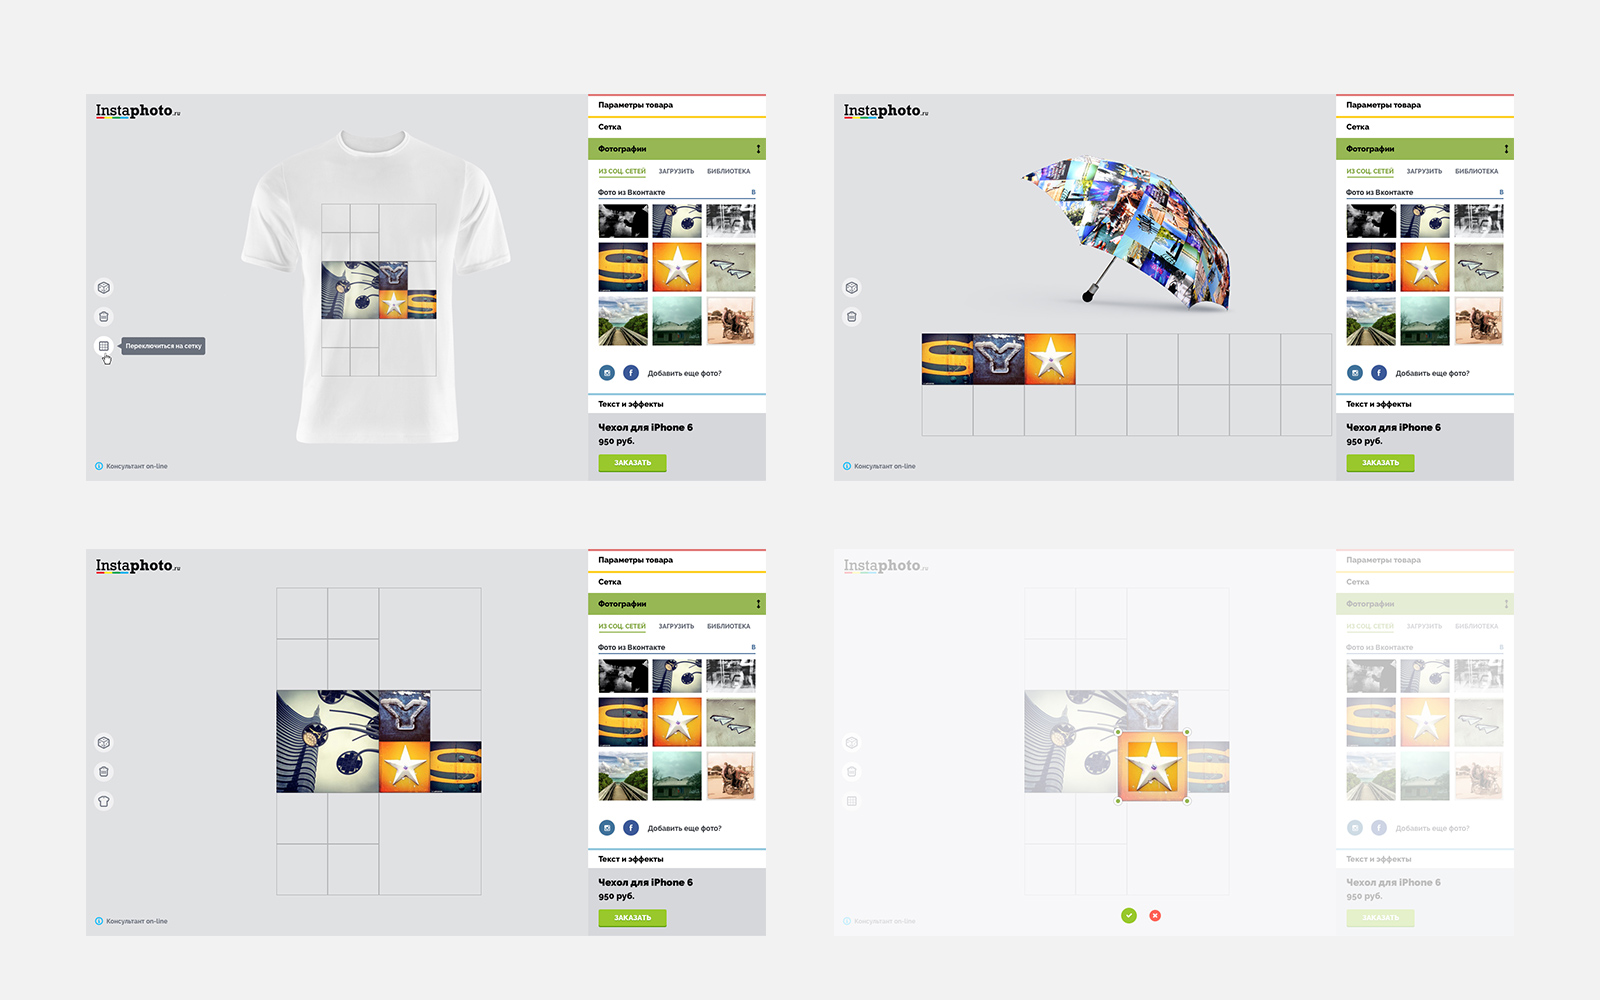 Instaphoto.ru
Параметры товара
Сетка
Фотографии
ИЗ СОЦ. СЕТЕЙ ЗАГРУЗИТЬ БИБЛИОТЕКА
Фото из Вконтакте В
Добавить еще фото?
Текст и эффекты
Чехол для iPhone 6
950 руб.
ЗАКАЗАТЬ
Переключиться на сетку
Консультант on-line
Instaphoto.ru
Параметры товара
Сетка
Фотографии
ИЗ СОЦ. СЕТЕЙ ЗАГРУЗИТЬ БИБЛИОТЕКА
Фото из Вконтакте В
Добавить еще фото?
Текст и эффекты
Чехол для iPhone 6
950 руб.
ЗАКАЗАТЬ
Консультант on-line
Instaphoto.ru
Параметры товара
Сетка
Фотографии
ИЗ СОЦ. СЕТЕЙ ЗАГРУЗИТЬ БИБЛИОТЕКА
Фото из Вконтакте В
Добавить еще фото?
Текст и эффекты
Чехол для iPhone 6
950 руб.
ЗАКАЗАТЬ
Консультант on-line
Instaphoto.ru
Параметры товара
Сетка
Фотографии
ИЗ СОЦ. СЕТЕЙ ЗАГРУЗИТЬ БИБЛИОТЕКА
Фото из Вконтакте В
Добавить еще фото?
Текст и эффекты
Чехол для iPhone 6
950 руб.
ЗАКАЗАТЬ
Консультант on-line